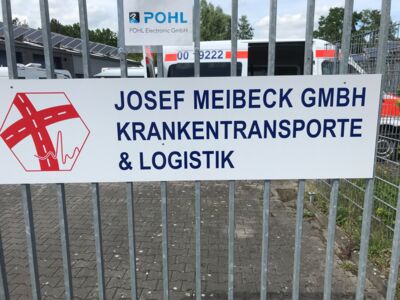 POHL
POHL Electronic GmbH
JOSEF MEIBECK GMBH
KRANKENTRANSPORTE
& LOGISTIK